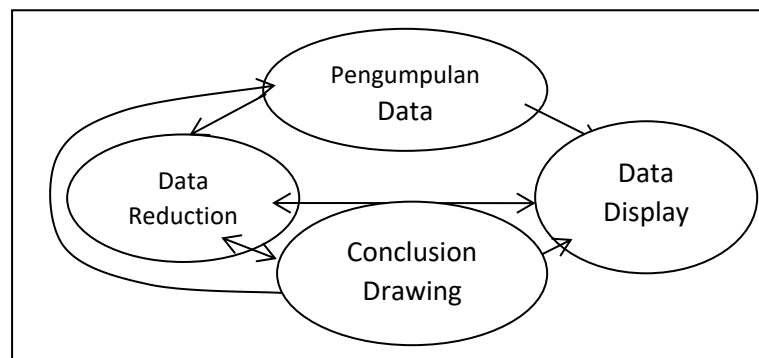 Pengumpulan
Data
Data
Reduction
Data
Display
Conclusion
Drawing